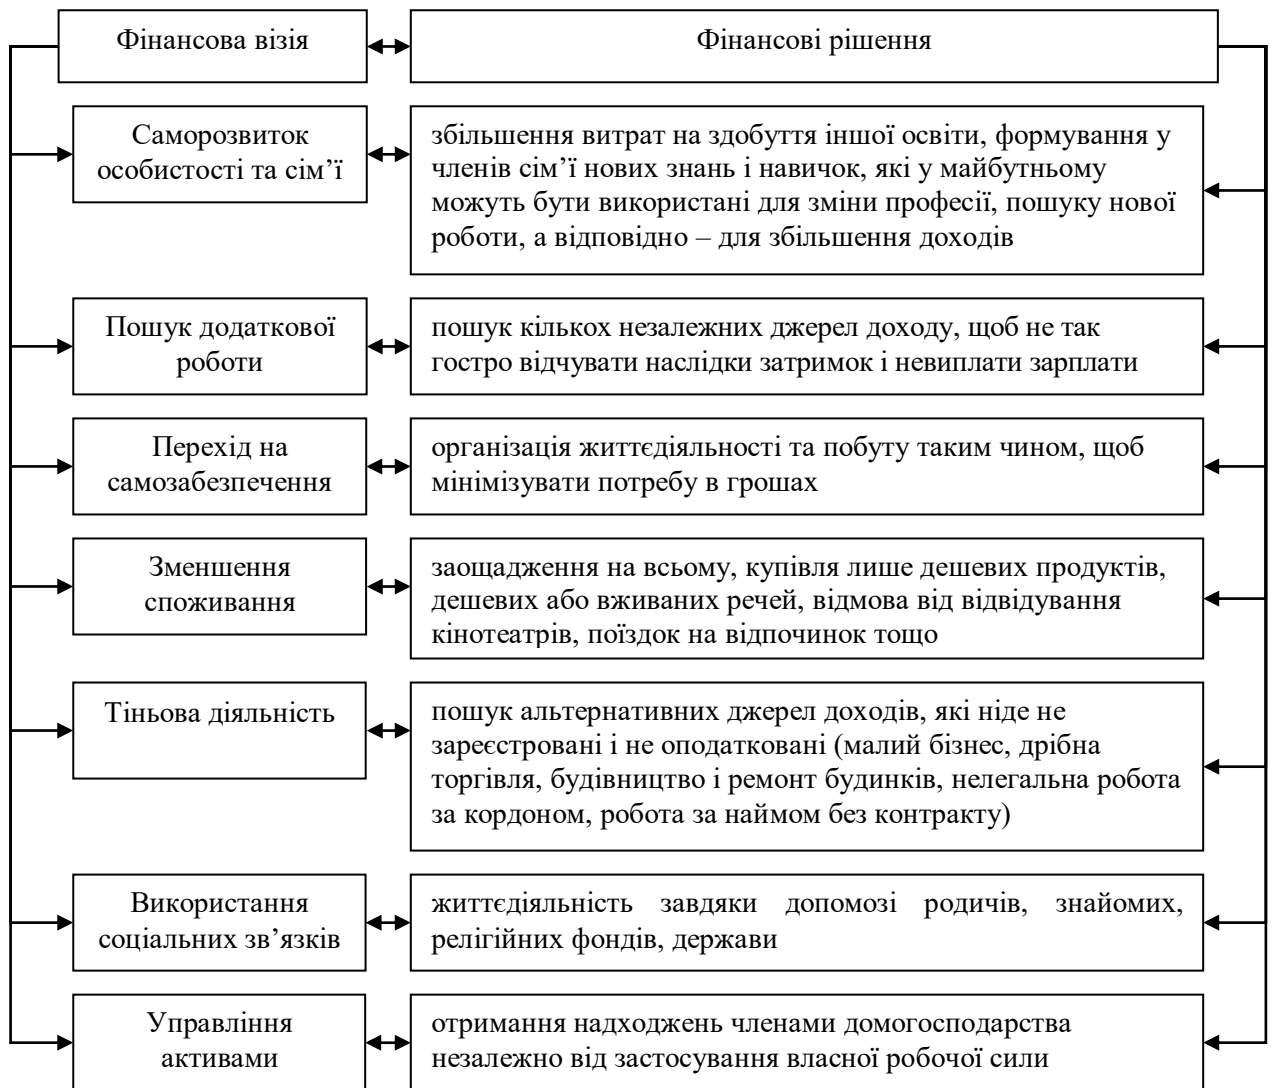 Фінансова візія
Фінансові рішення
Саморозвиток
особистості та сім’ї
збільшення витрат на здобуття іншої освіти, формування у
членів сім’ї нових знань і навичок, які у майбутньому
можуть бути використані для зміни професії, пошуку нової
роботи, а відповідно – для збільшення доходів
Пошук додаткової
роботи
пошук кількох незалежних джерел доходу, щоб не так
гостро відчувати наслідки затримок і невиплати зарплати
Перехід на
самозабезпечення
організація життєдіяльності та побуту таким чином, щоб
мінімізувати потребу в грошах
Зменшення
споживання
заощадження на всьому, купівля лише дешевих продуктів,
дешевих або вживаних речей, відмова від відвідування
кінотеатрів, поїздок на відпочинок тощо
Тіньова діяльність
пошук альтернативних джерел доходів, які ніде не
зареєстровані і не оподатковані (малий бізнес, дрібна
торгівля, будівництво і ремонт будинків, нелегальна робота
за кордоном, робота за наймом без контракту)
Використання
соціальних зв’язків
життєдіяльність завдяки допомозі родичів, знайомих,
релігійних фондів, держави
Управління
активами
отримання надходжень членами домогосподарства
незалежно від застосування власної робочої сили